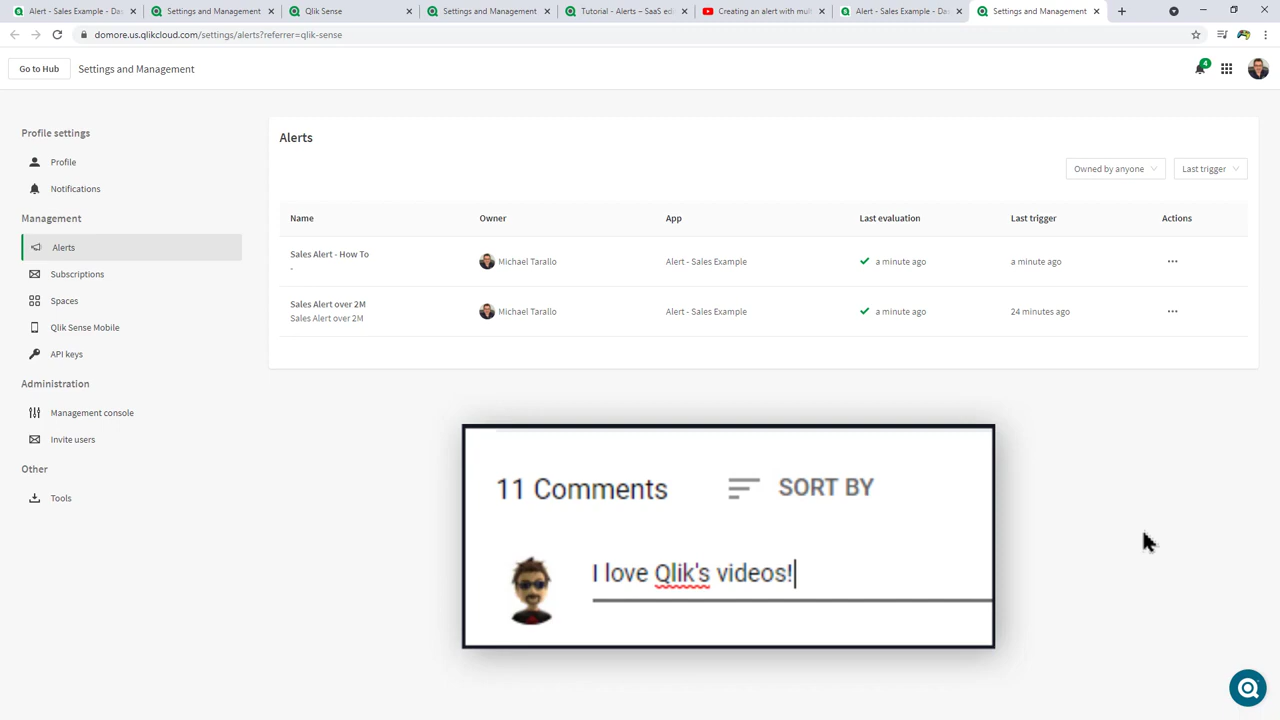 Alert - Sales Example - Das
Settings and Management
Qlik Sense
Settings and Management
Tutorial - Alerts – SaaS edi
Creating an alert with mult
Alert - Sales Example - Das
Settings and Management
domore.us.qlikcloud.com/settings/alerts?referrer=qlik-sense
Go to Hub
Settings and Management
4
Profile settings
Profile
Notifications
Management
Alerts
Subscriptions
Spaces
Qlik Sense Mobile
API keys
Administration
Management console
Invite users
Other
Tools
Alerts
Owned by anyone
Last trigger
Name Owner App Last evaluation Last trigger Actions
Sales Alert - How To Michael Tarallo Alert - Sales Example a minute ago a minute ago ...
-
Sales Alert over 2M Michael Tarallo Alert - Sales Example a minute ago 24 minutes ago ...
Sales Alert over 2M
11 Comments SORT BY
I love Qlik's videos!